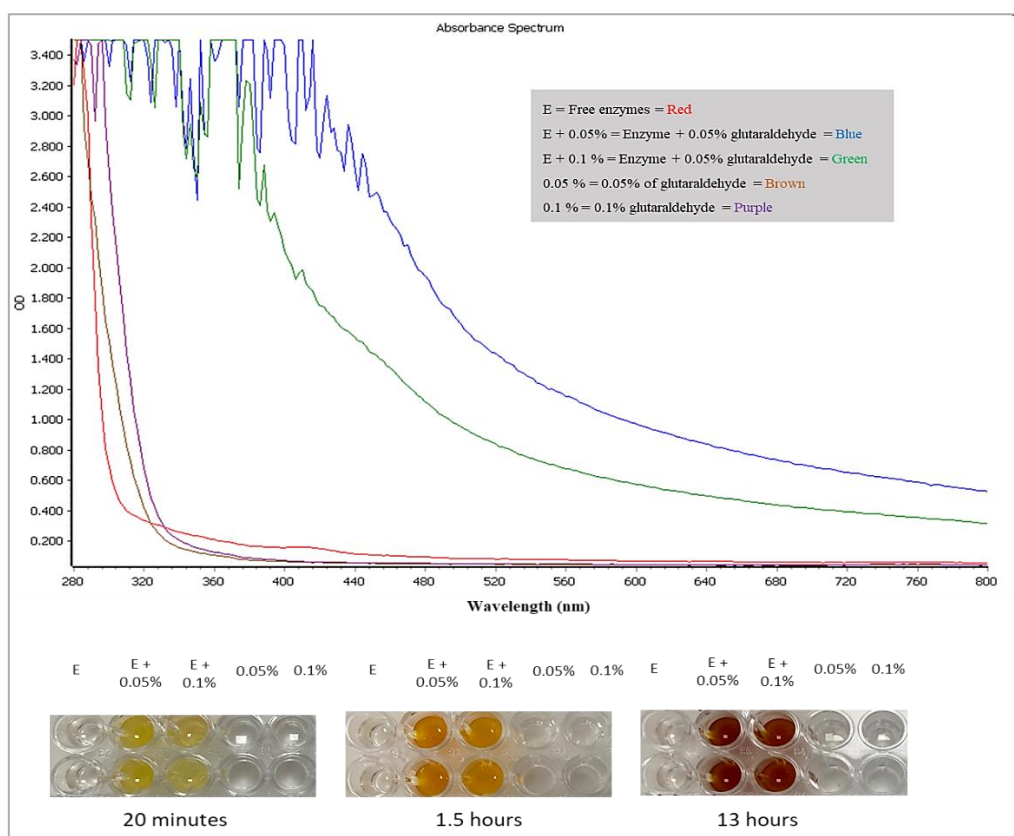 Absorbance Spectrum
3.400
3.200
3.000
2.800
2.600
2.400
2.200
2.000
1.800
1.600
1.400
1.200
1.000
0.800
0.600
0.400
0.200
OD
E = Free enzymes = Red
E + 0.05% = Enzyme + 0.05% glutaraldehyde = Blue
E + 0.1 % = Enzyme + 0.05% glutaraldehyde = Green
0.05 % = 0.05% of glutaraldehyde = Brown
0.1 % = 0.1% glutaraldehyde = Purple
280 320 360 400 440 480 520 560 600 640 680 720 760 800
Wavelength (nm)
E E + 0.05% E + 0.1% 0.05% 0.1% E E + 0.05% E + 0.1% 0.05% 0.1% E E + 0.05% E + 0.1% 0.05% 0.1%
20 minutes 1.5 hours 13 hours